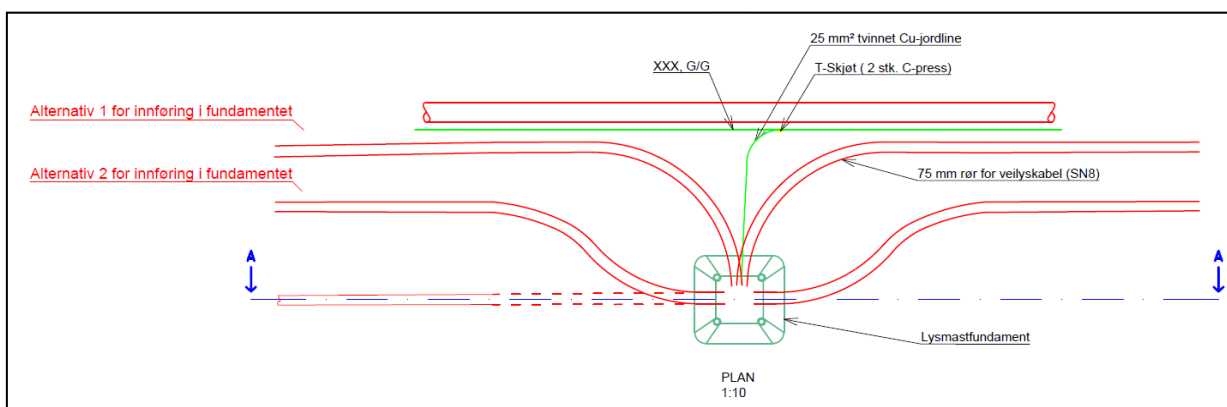 25 mm² tvinnet Cu-jordline
XXX, G/G
T-Skjøt ( 2 stk. C-press)
Alternativ 1 for innføring i fundamentet
Alternativ 2 for innføring i fundamentet
75 mm rør for veilyskabel (SN8)
A
A
Lysmastfundament
PLAN
1:10